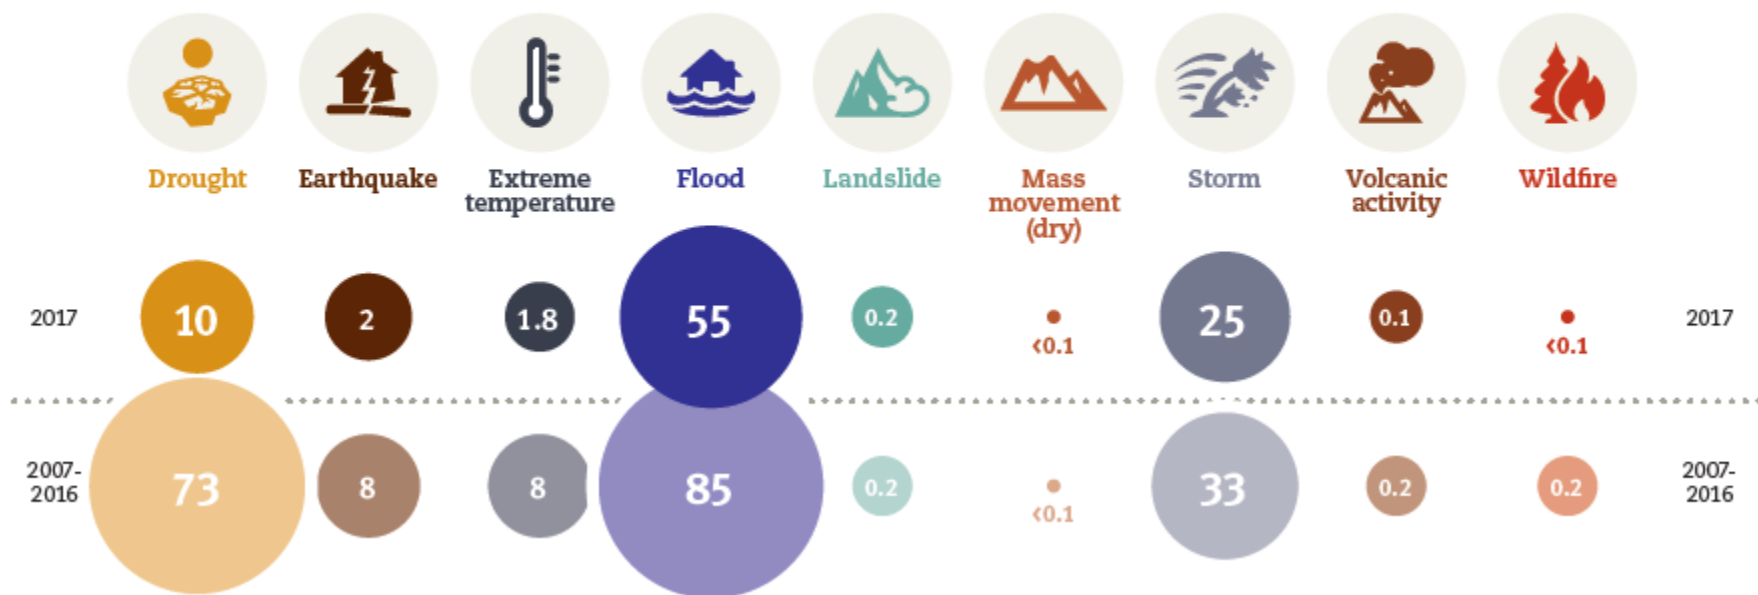 Drought Earthquake Extreme Flood Landslide Mass Storm Volcanic Wildfire
temperature movement activity
(dry)
2017 10 2 1.8 55 0.2 <0.1 25 0.1 <0.1 2017
2007- 2007-
2016 73 8 8 85 0.2 <0.1 33 0.2 0.2 2016